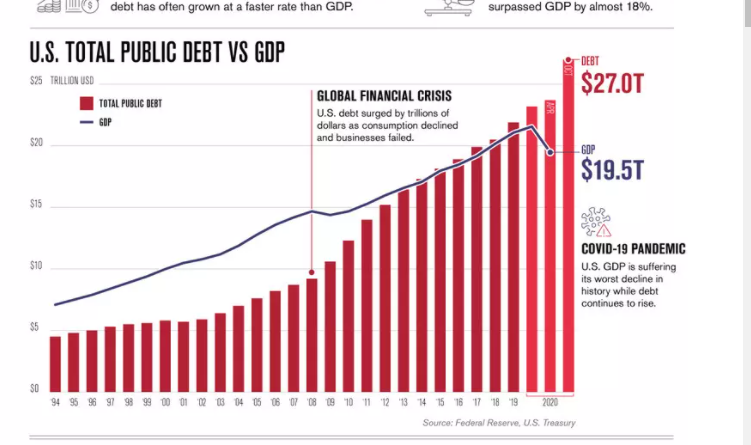 debt has often grown at a faster rate than GDP.
surpassed GDP by almost 18%.
U.S. TOTAL PUBLIC DEBT VS GDP
$25 TRILLION USD
TOTAL PUBLIC DEBT
GDP
GLOBAL FINANCIAL CRISIS
U.S. debt surged by trillions of
dollars as consumption declined
and businesses failed.
OCT
APR
DEBT
$27.0T
GDP
$19.5T
COVID-19 PANDEMIC
U.S. GDP is suffering
its worst decline in
history while debt
continues to rise.
$20
$15
$10
$5
$0
'94 '95 '96 '97 '98 '99 '00 '01 '02 '03 '04 '05 '06 '07 '08 '09 '10 '11 '12 '13 '14 '15 '16 '17 '18 '19 2020
Source: Federal Reserve, U.S. Treasury